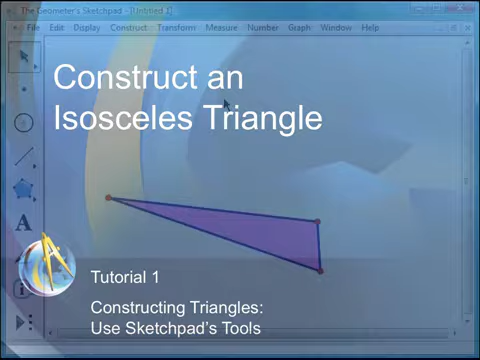 The Geometer's Sketchpad - [Untitled 1]
File Edit Display Construct Transform Measure Number Graph Window Help
Construct an
Isosceles Triangle
A
Tutorial 1
Constructing Triangles:
Use Sketchpad's Tools